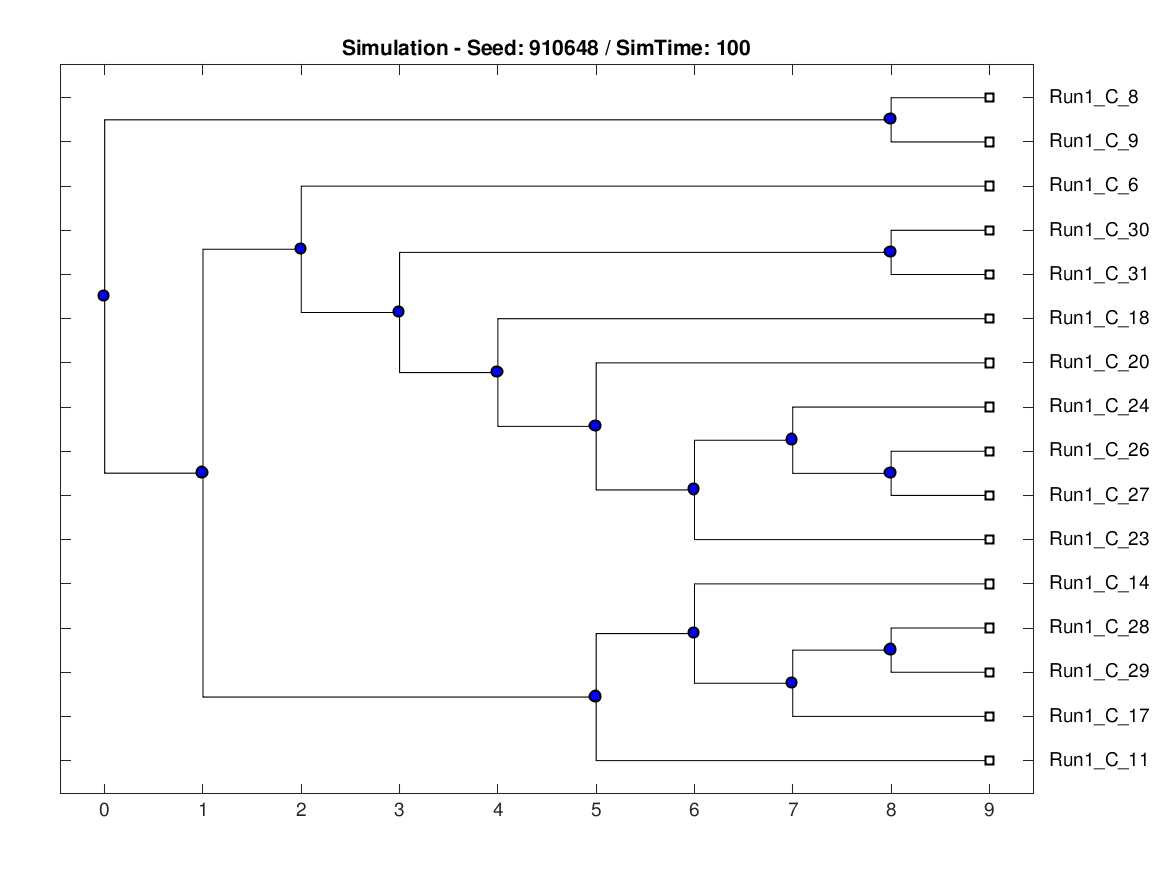 Simulation - Seed: 910648 / SimTime: 100
Run1_C_8
Run1_C_9
Run1_C_6
Run1_C_30
Run1_C_31
Run1_C_18
Run1_C_20
Run1_C_24
Run1_C_26
Run1_C_27
Run1_C_23
Run1_C_14
Run1_C_28
Run1_C_29
Run1_C_17
Run1_C_11
0 1 2 3 4 5 6 7 8 9